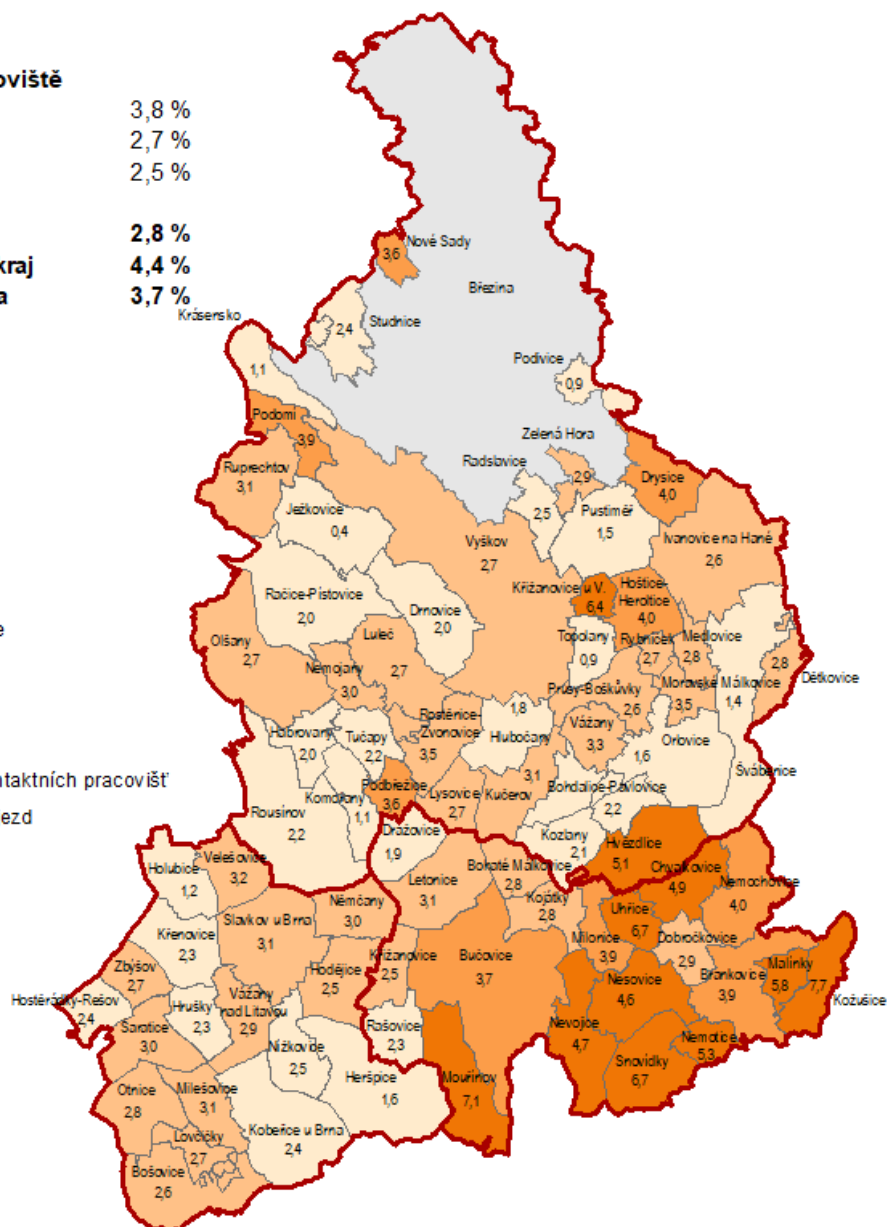 oviště
3,8 %
2,7 %
2,5 %
2,8 %
kraj 4,4 %
a 3,7 %
e
ntaktních pracovišť
ezd
Nové Sady
3,6
Březina
Krásensko
1,1
Studnice
2,4
Podivice
0,9
Podomí
3,9
Zelená Hora
2,9
Radslavice
2,5
Ruprechtov
3,1
Drysice
4,0
Ježkovice
0,4
Pustiměř
1,5
Vyškov
2,7
Ivanovice na Hané
2,6
Křižanovice u V.
6,4
Hoštice-
Heroltice
4,0
Račice-Pístovice
2,0
Drnovice
2,0
Topolany
0,9
Rybníček
2,7
Medlovice
2,8
Olšany
2,7
Luleč
2,7
Nemojany
3,0
Moravské Málkovice
3,5
1,4
2,8
Dětkovice
Prusy-Boškůvky
2,6
Rostěnice-
Zvonovice
3,5
1,8
Hlubočany
Vážany
3,3
Orlovice
1,6
Habrovany
2,0
Tučapy
2,2
Švábenice
Podbřežice
3,6
Lysovice
2,7
3,1
Kučerov
Bohdalice-Pavlovice
2,2
Komořany
1,1
Rousínov
2,2
Kozlany
2,1
Dražovice
1,9
Hvězdlice
5,1
Chvalkovice
4,9
Holubice
1,2
Velešovice
3,2
Letonice
3,1
Bohaté Málkovice
2,8
Kojátky
2,8
Nemochovice
4,0
Němčany
3,0
Slavkov u Brna
3,1
Uhřice
6,7
Křenovice
2,3
Křižanovice
2,5
Bučovice
3,7
Milonice
3,9
Dobročkovice
2,9
Zbýšov
2,7
Hodějice
2,5
Nesovice
4,6
Brankovice
3,9
Malínky
5,8
7,7
Kožušice
Hostěrádky-Rešov
2,4
Hrušky
2,3
Vážany
nad Litavou
2,9
Šaratice
3,0
Rašovice
2,3
Nevojice
4,7
Nemotice
5,3
Nížkovice
2,5
Snovídky
6,7
Heršpice
1,6
Mouřínov
7,1
Otnice
2,8
Milešovice
3,1
Kobeřice u Brna
2,4
Lovčičky
2,7
Bošovice
2,6